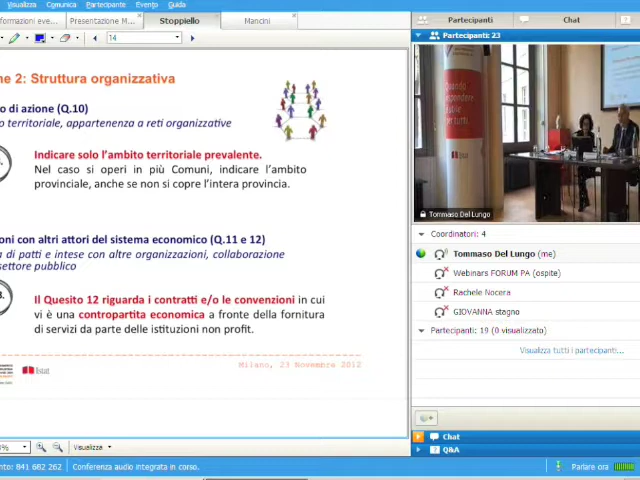 Visualizza Comunica Partecipante Evento Guida
formazioni eve...
Presentazione M...
Stoppiello
Mancini
Partecipanti
Chat
14
Partecipanti: 23
ne 2: Struttura organizzativa
o di azione (Q.10)
o territoriale, appartenenza a reti organizzative
Indicare solo l'ambito territoriale prevalente.
Nel caso si operi in più Comuni, indicare l'ambito
provinciale, anche se non si copre l'intera provincia.
oni con altri attori del sistema economico (Q.11 e 12)
a di patti e intese con altre organizzazioni, collaborazione
settore pubblico
Il Quesito 12 riguarda i contratti e/o le convenzioni in cui
vi è una contropartita economica a fronte della fornitura
di servizi da parte delle istituzioni non profit.
Istat
Milano, 23 Novembre 2012
Quando
rispondere
è utile
per tutti.
Istat
Tommaso Del Lungo
Coordinatori: 4
Tommaso Del Lungo (me)
Webinars FORUM PA (ospite)
Rachele Nocera
GIOVANNA stagno
Partecipanti: 19 (0 visualizzato)
Visualizza tutti i partecipanti...
Chat
Q&A
Visualizza
nto: 841 682 262
Conferenza audio integrata in corso.
Parlare ora